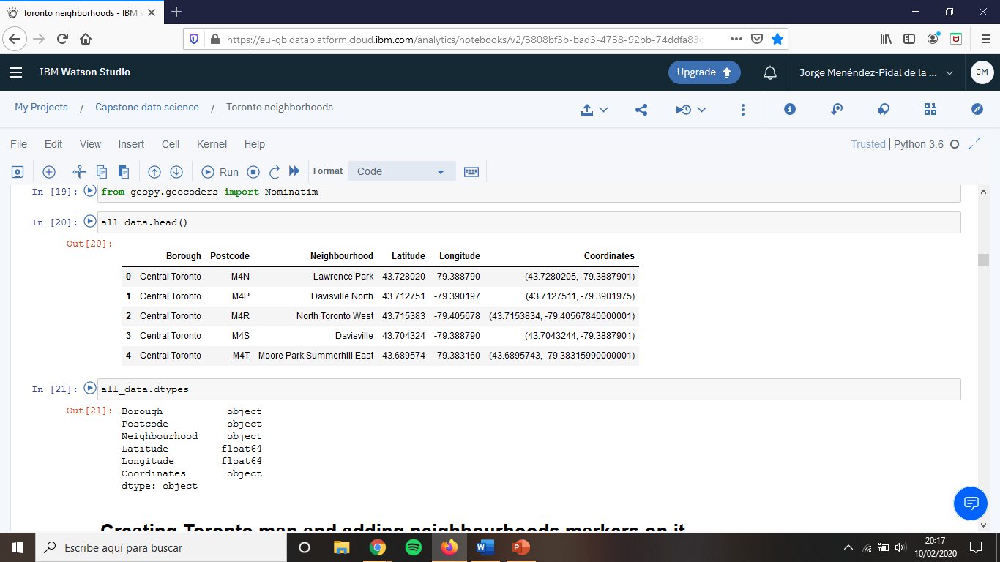 Toronto neighborhoods - IBM W
https://eu-gb.dataplatform.cloud.ibm.com/analytics/notebooks/v2/3808bf3b-bad3-4738-92bb-74ddfa83c
IBM Watson Studio
Upgrade
Jorge Menéndez-Pidal de la ...
JM
My Projects / Capstone data science / Toronto neighborhoods
File Edit View Insert Cell Kernel Help
Trusted | Python 3.6
Run
Format
Code
In [19]: from geopy.geocoders import Nominatim
In [20]: all_data.head()
Out[20]:
Borough Postcode Neighbourhood Latitude Longitude Coordinates
0 Central Toronto M4N Lawrence Park 43.728020 -79.388790 (43.7280205, -79.3887901)
1 Central Toronto M4P Davisville North 43.712751 -79.390197 (43.7127511, -79.3901975)
2 Central Toronto M4R North Toronto West 43.715383 -79.405678 (43.7153834, -79.40567840000001)
3 Central Toronto M4S Davisville 43.704324 -79.388790 (43.7043244, -79.3887901)
4 Central Toronto M4T Moore Park,Summerhill East 43.689574 -79.383160 (43.6895743, -79.38315990000001)
In [21]: all_data.dtypes
Out[21]: Borough object
Postcode object
Neighbourhood object
Latitude float64
Longitude float64
Coordinates object
dtype: object
Creating Toronto map and adding neighbourhoods markers on it
Escribe aquí para buscar
20:17
10/02/2020